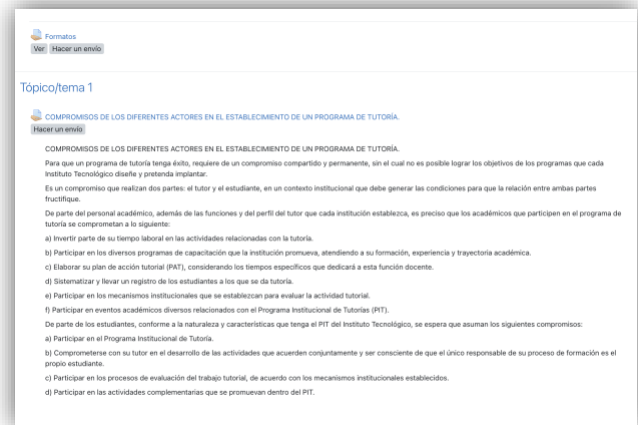 Formatos
Ver Hacer un envío
Tópico/tema 1
COMPROMISOS DE LOS DIFERENTES ACTORES EN EL ESTABLECIMIENTO DE UN PROGRAMA DE TUTORÍA.
Hacer un envío
COMPROMISOS DE LOS DIFERENTES ACTORES EN EL ESTABLECIMIENTO DE UN PROGRAMA DE TUTORÍA.
Para que un programa de tutoría tenga éxito, requiere de un compromiso compartido y permanente, sin el cual no es posible lograr los objetivos de los programas que cada
Instituto Tecnológico diseñe y pretenda implantar.
Es un compromiso que realizan dos partes: el tutor y el estudiante, en un contexto institucional que debe generar las condiciones para que la relación entre ambas partes
fructifique.
De parte del personal académico, además de las funciones y del perfil del tutor que cada institución establezca, es preciso que los académicos que participen en el programa de
tutoría se comprometan a lo siguiente:
a) Invertir parte de su tiempo laboral en las actividades relacionadas con la tutoría.
b) Participar en los diversos programas de capacitación que la institución promueva, atendiendo a su formación, experiencia y trayectoria académica.
c) Elaborar su plan de acción tutorial (PAT), considerando los tiempos específicos que dedicará a esta función docente.
d) Sistematizar y llevar un registro de los estudiantes a los que se da tutoría.
e) Participar en los mecanismos institucionales que se establezcan para evaluar la actividad tutorial.
f) Participar en eventos académicos diversos relacionados con el Programa Institucional de Tutorías (PIT).
De parte de los estudiantes, conforme a la naturaleza y características que tenga el PIT del Instituto Tecnológico, se espera que asuman los siguientes compromisos:
a) Participar en el Programa Institucional de Tutoría.
b) Comprometerse con su tutor en el desarrollo de las actividades que acuerden conjuntamente y ser consciente de que el único responsable de su proceso de formación es el
propio estudiante.
c) Participar en los procesos de evaluación del trabajo tutorial, de acuerdo con los mecanismos institucionales establecidos.
d) Participar en las actividades complementarias que se promuevan dentro del PIT.